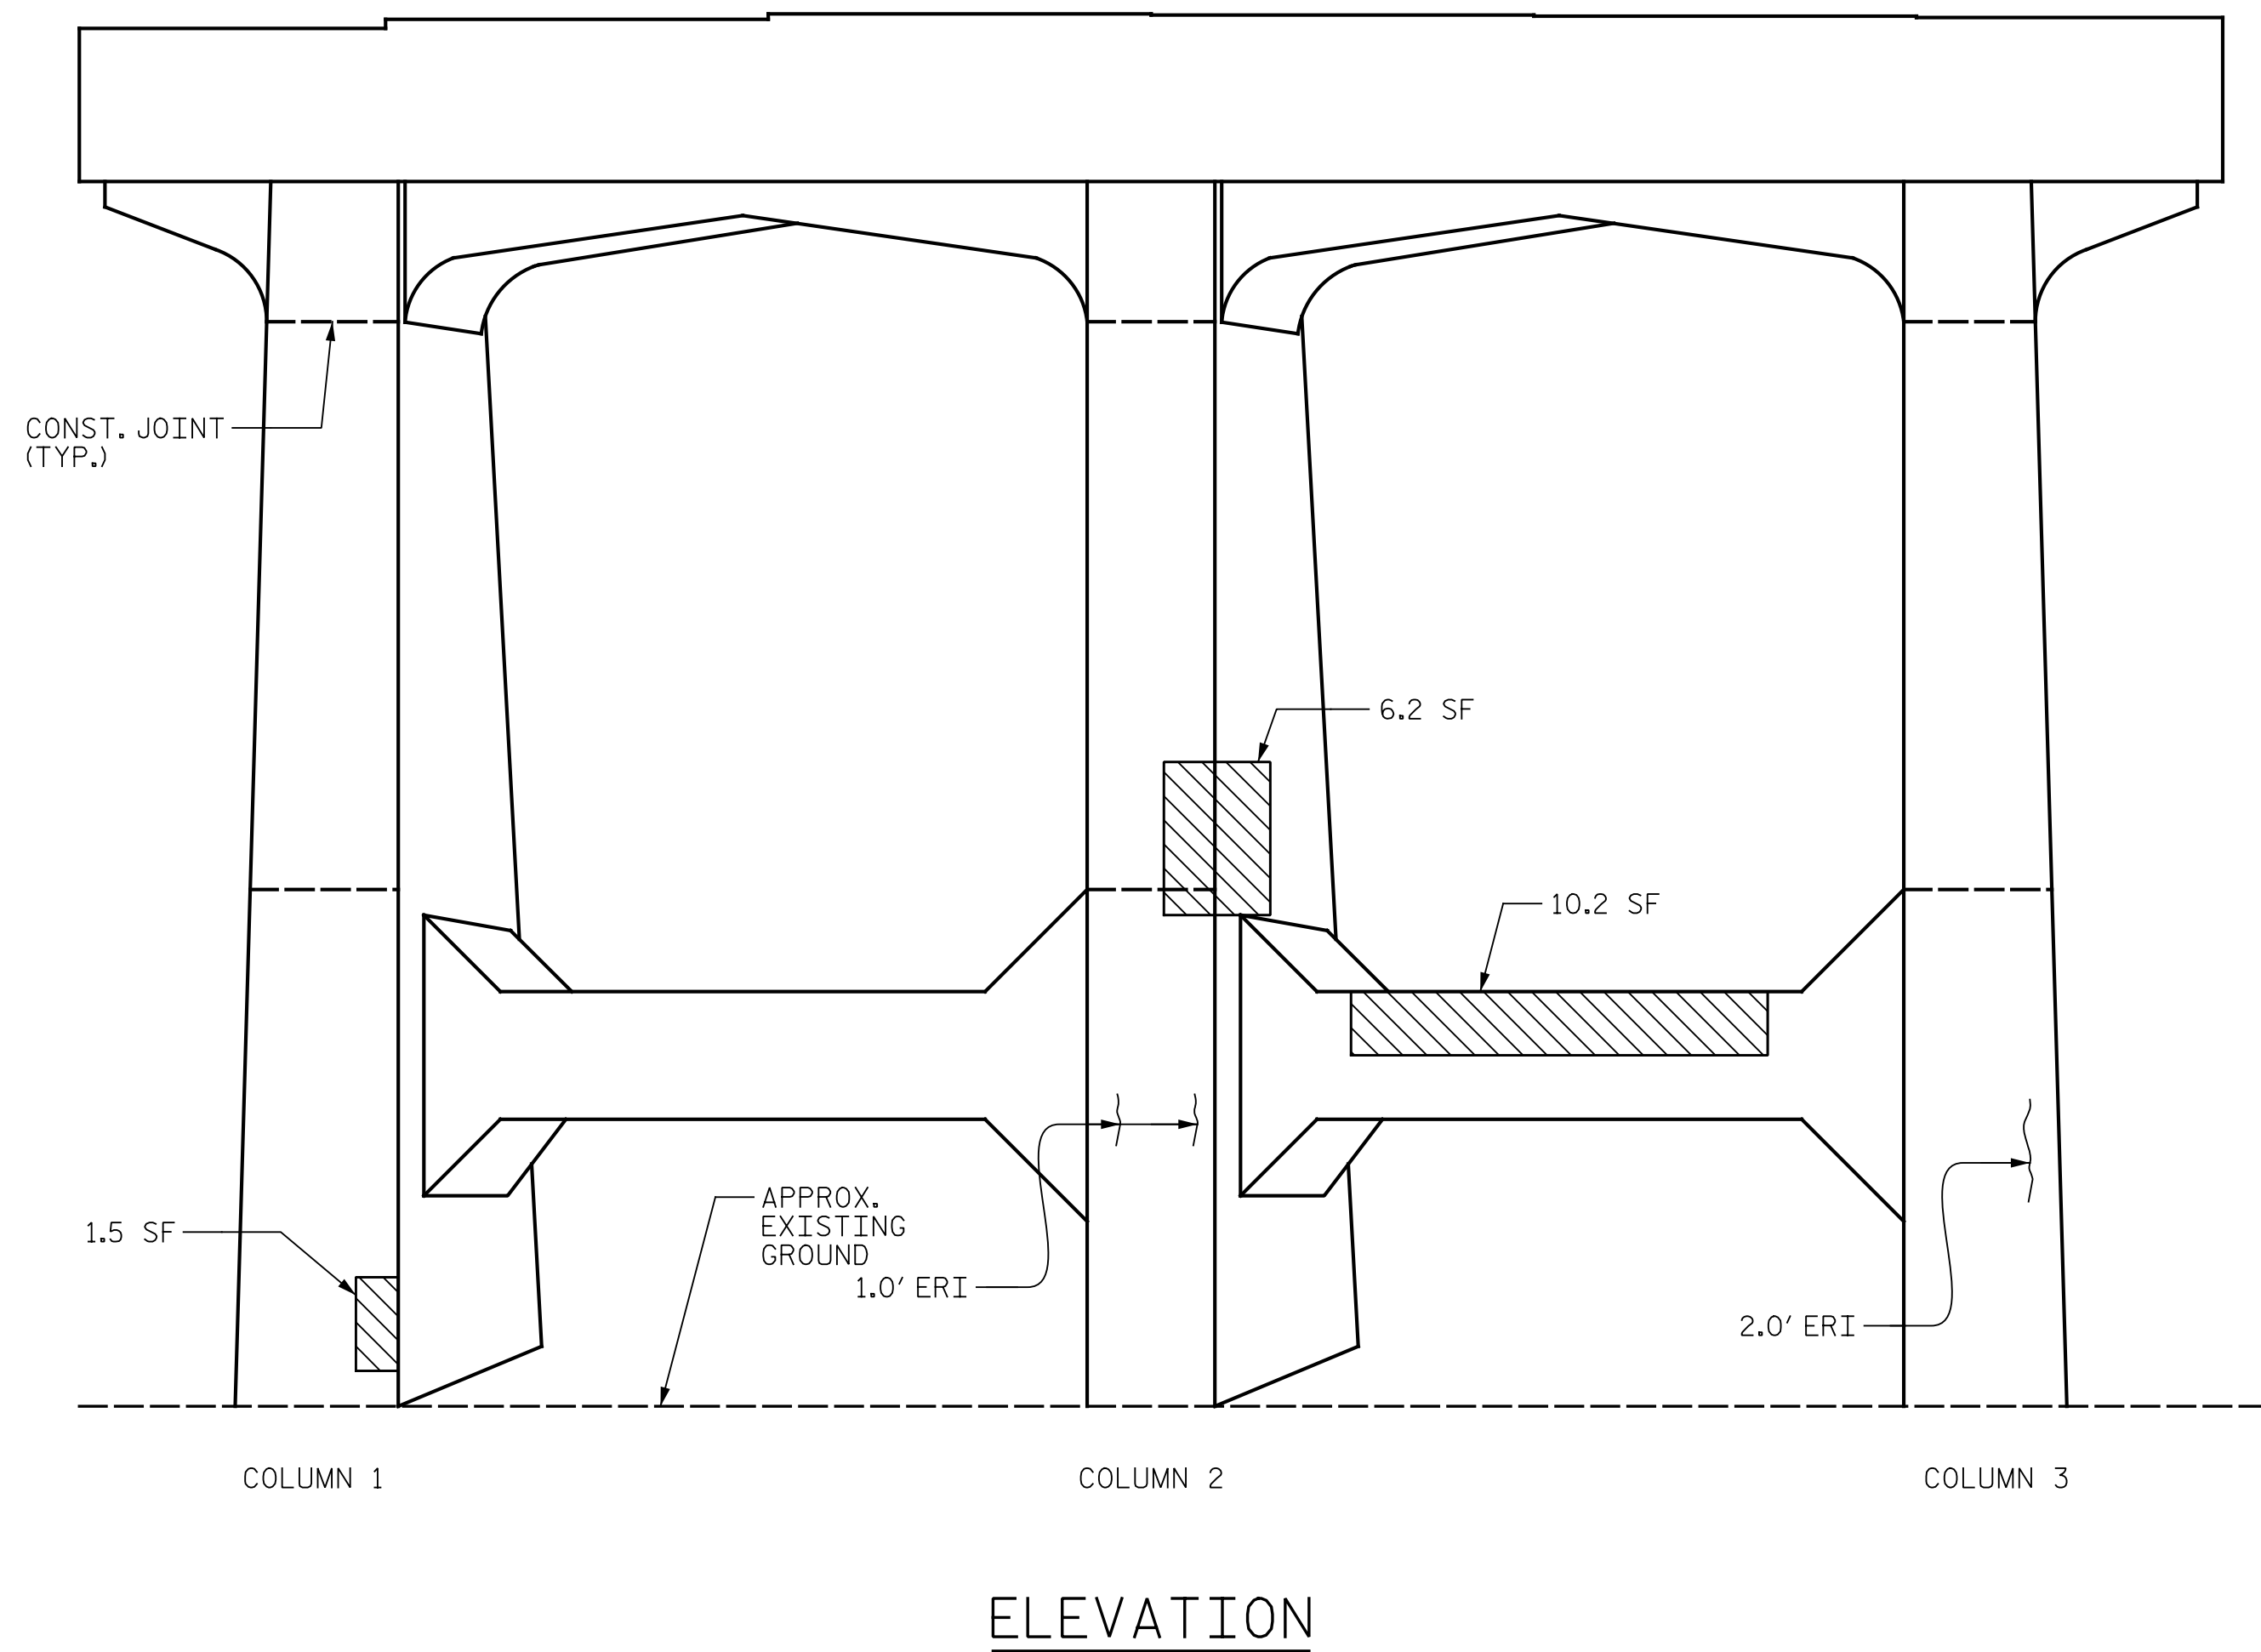 CONST. JOINT
(TYP.)
6.2 SF
10.2 SF
APPROX.
EXISTING
GROUND
1.5 SF
1.0' ERI
2.0' ERI
COLUMN 1
COLUMN 2
COLUMN 3
ELEVATION